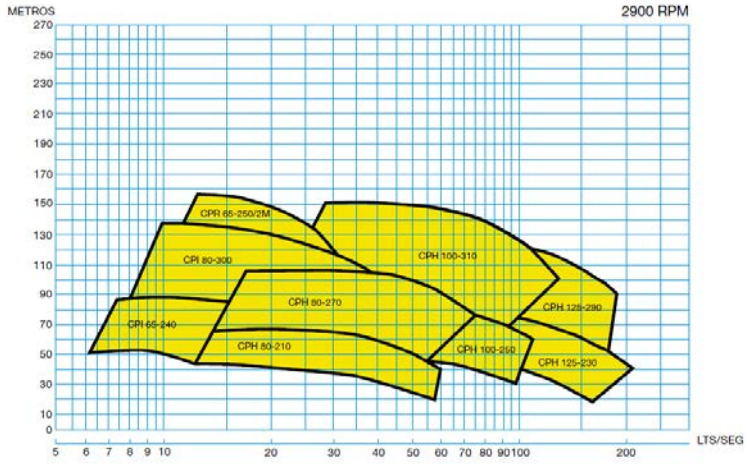 METROS
2900 RPM
270
250
230
210
190
170
150
130
110
90
70
50
30
10
0
CPR 65-250/2M
CPI 80-300
CPH 100-310
CPH 80-270
CPH 125-290
CPI 65-240
CPH 80-210
CPH 100-250
CPH 125-230
LTS/SEG
5 6 7 8 9 10 20 30 40 50 60 70 80 90 100 200